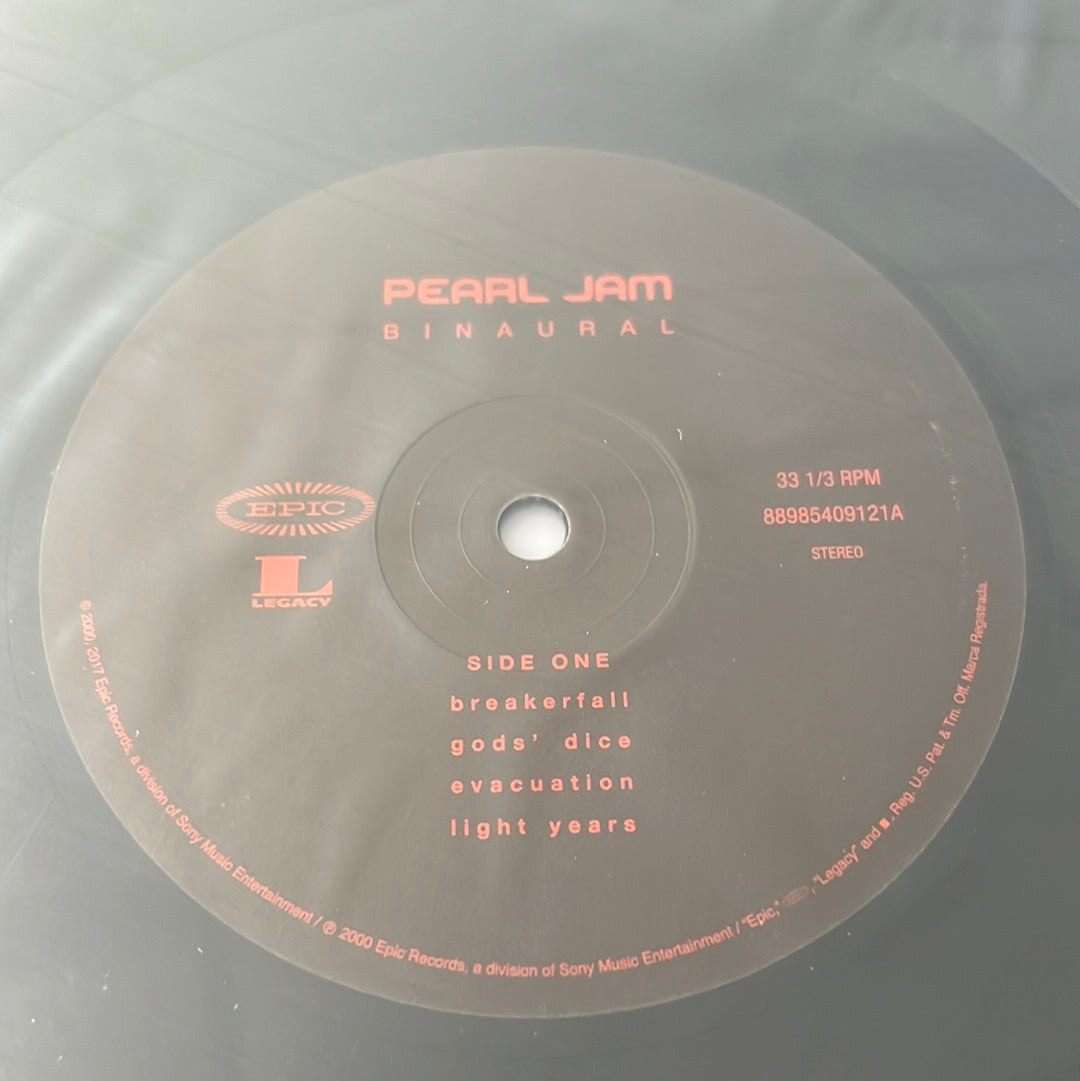 PEARL JAM
BINAURAL
EPIC
L
LEGACY
33 1/3 RPM
88985409121A
STEREO
SIDE ONE
breakerfall
gods' dice
evacuation
light years
© 2000, 2017 Epic Records, a division of Sony Music Entertainment / ℗ 2000 Epic Records, a division of Sony Music Entertainment / "Epic," , "Legacy" and L, Reg. U.S. Pat. & Tm. Off. Marca Registrada.